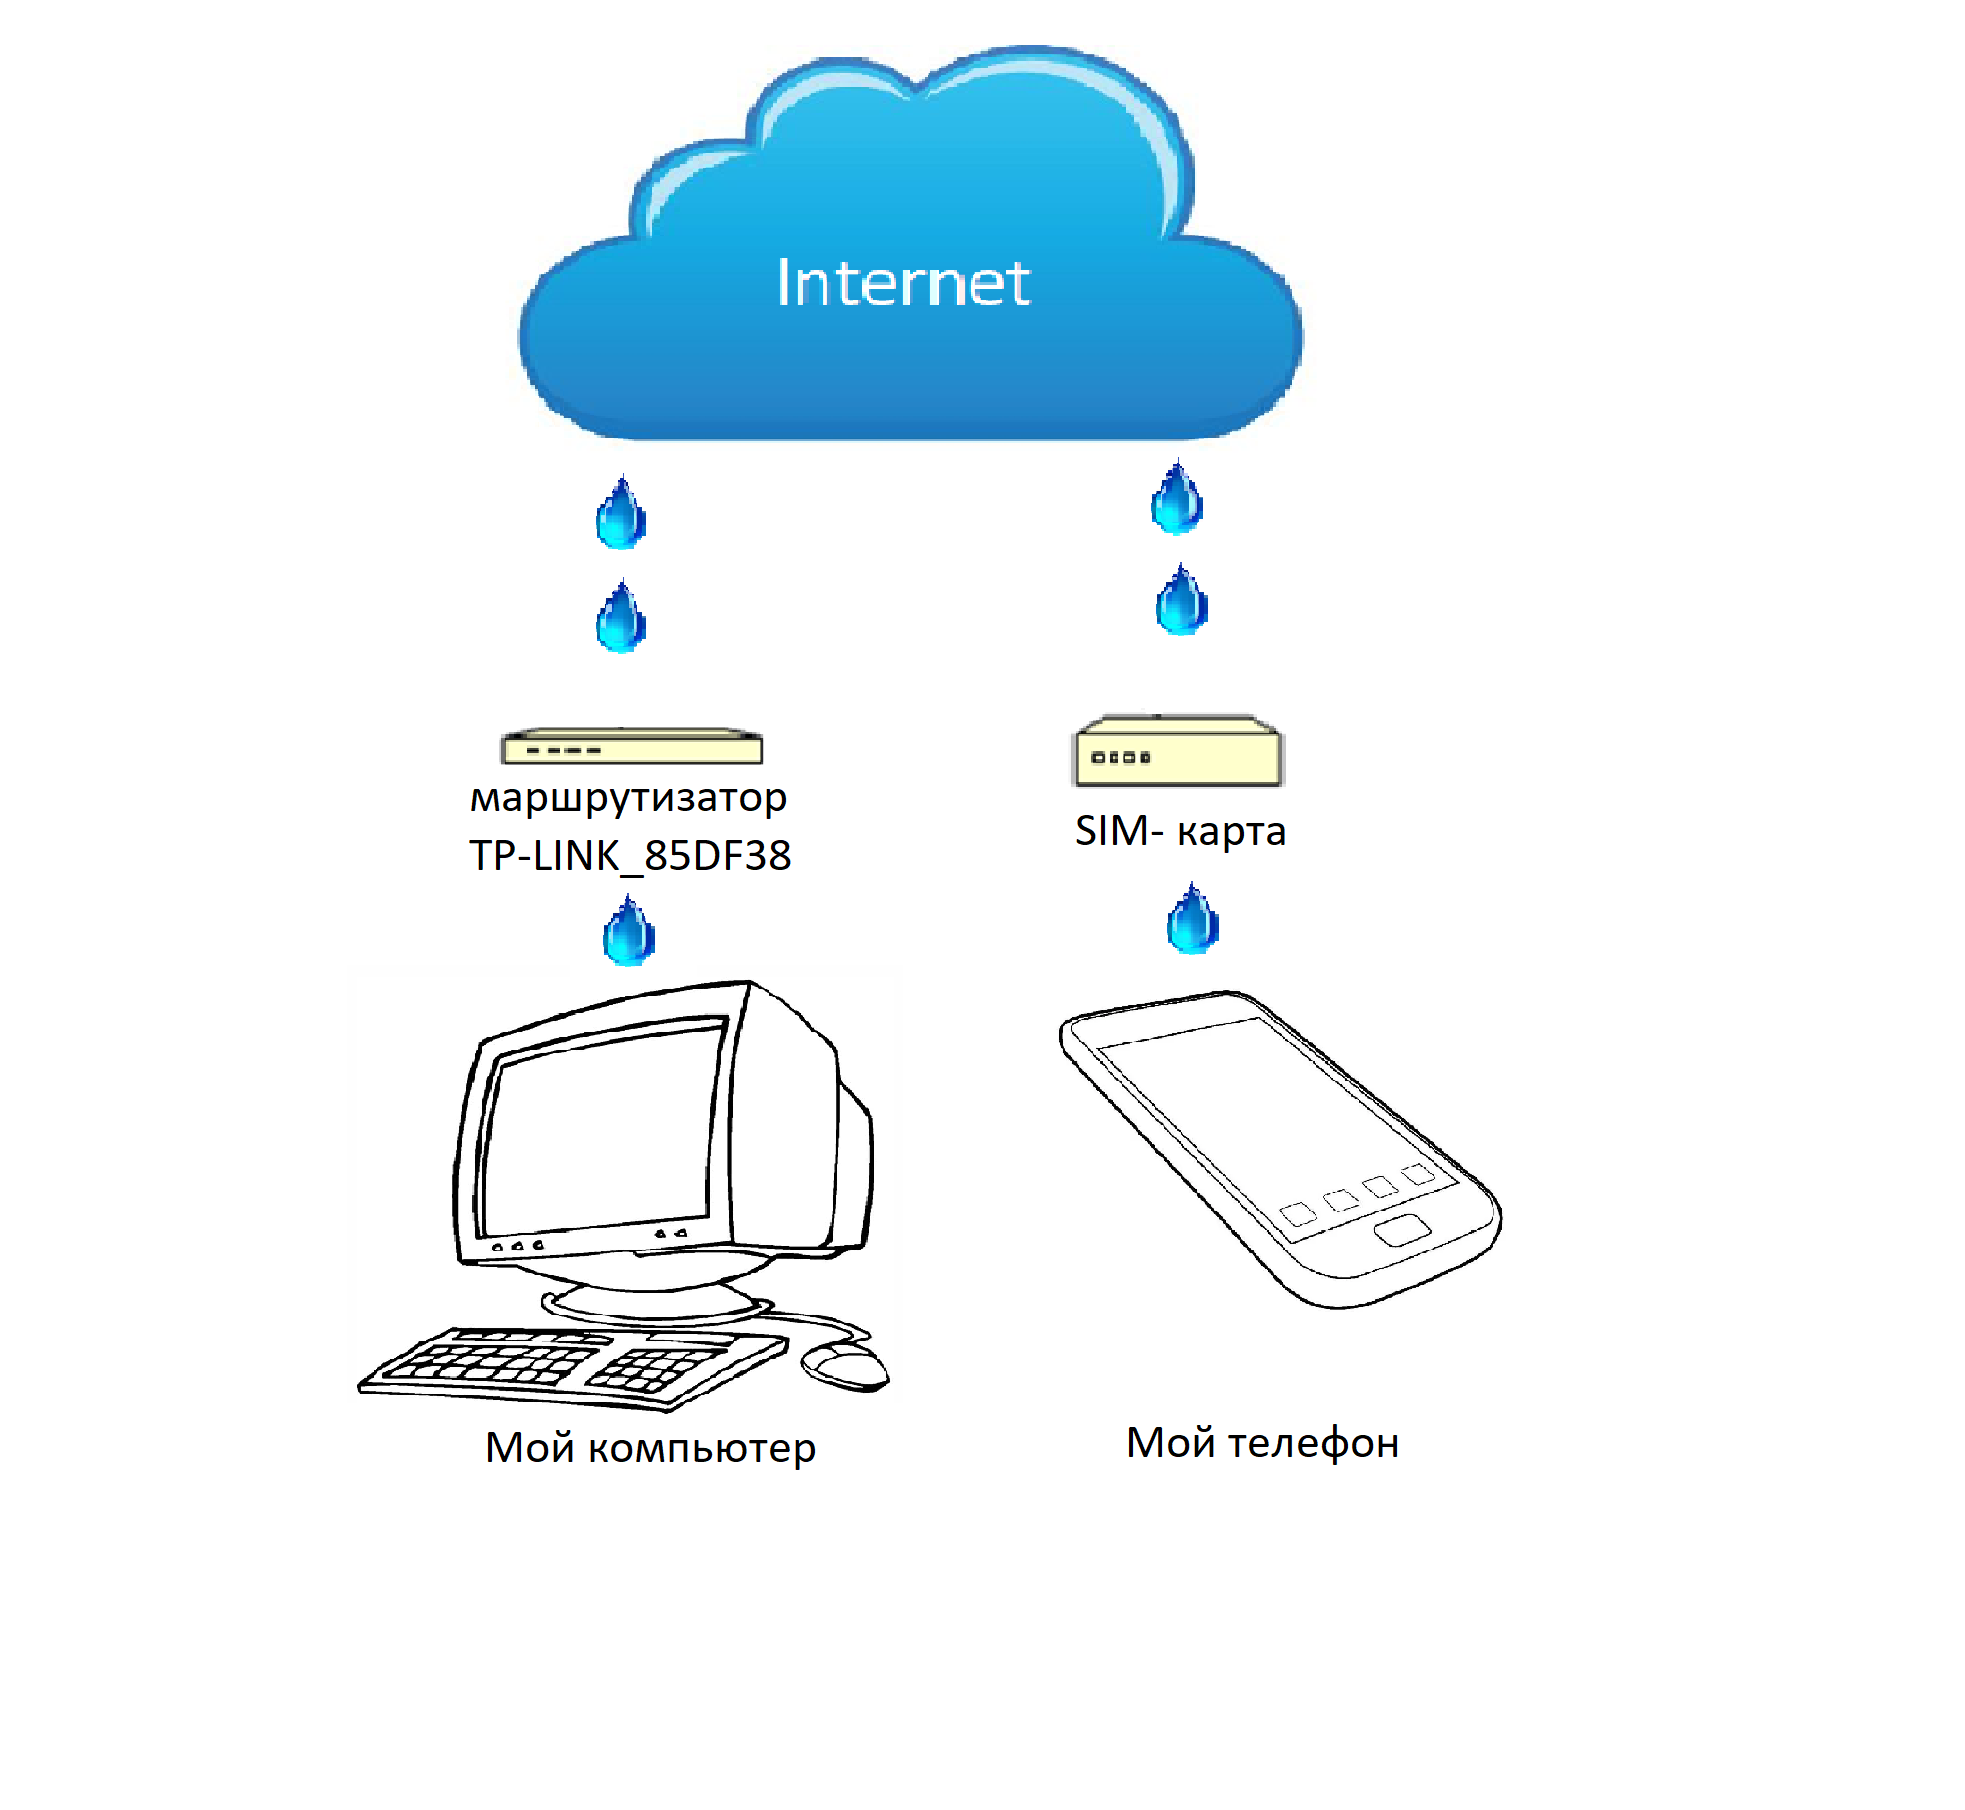 Internet
маршрутизатор
TP-LINK_85DF38
SIM- карта
Мой компьютер
Мой телефон